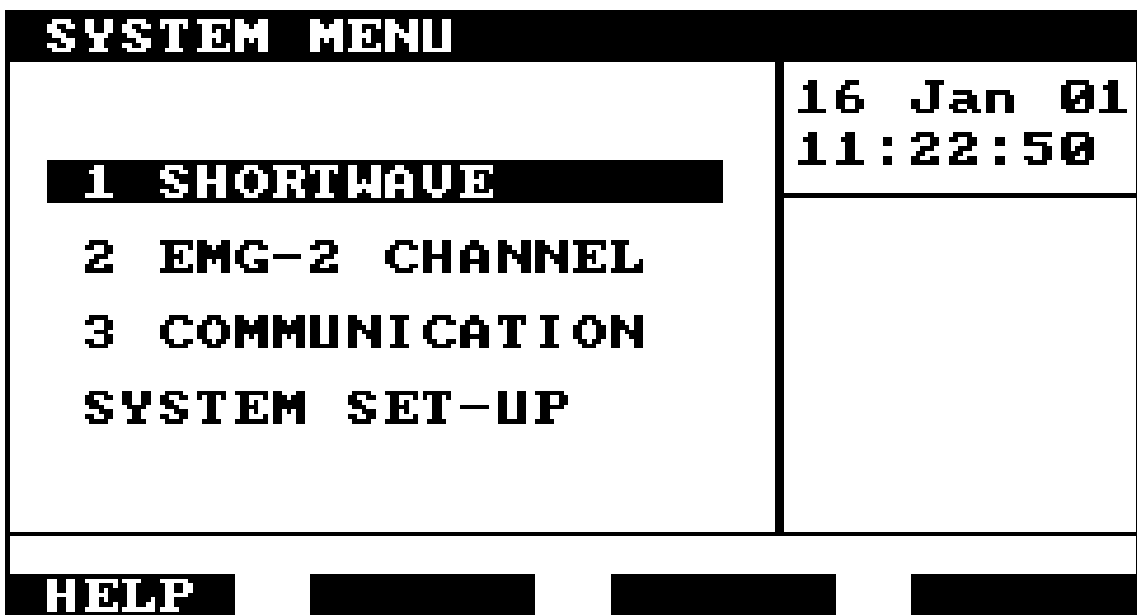 SYSTEM MENU
16 Jan 01
11:22:50
1 SHORTWAVE
2 EMG-2 CHANNEL
3 COMMUNICATION
SYSTEM SET-UP
HELP